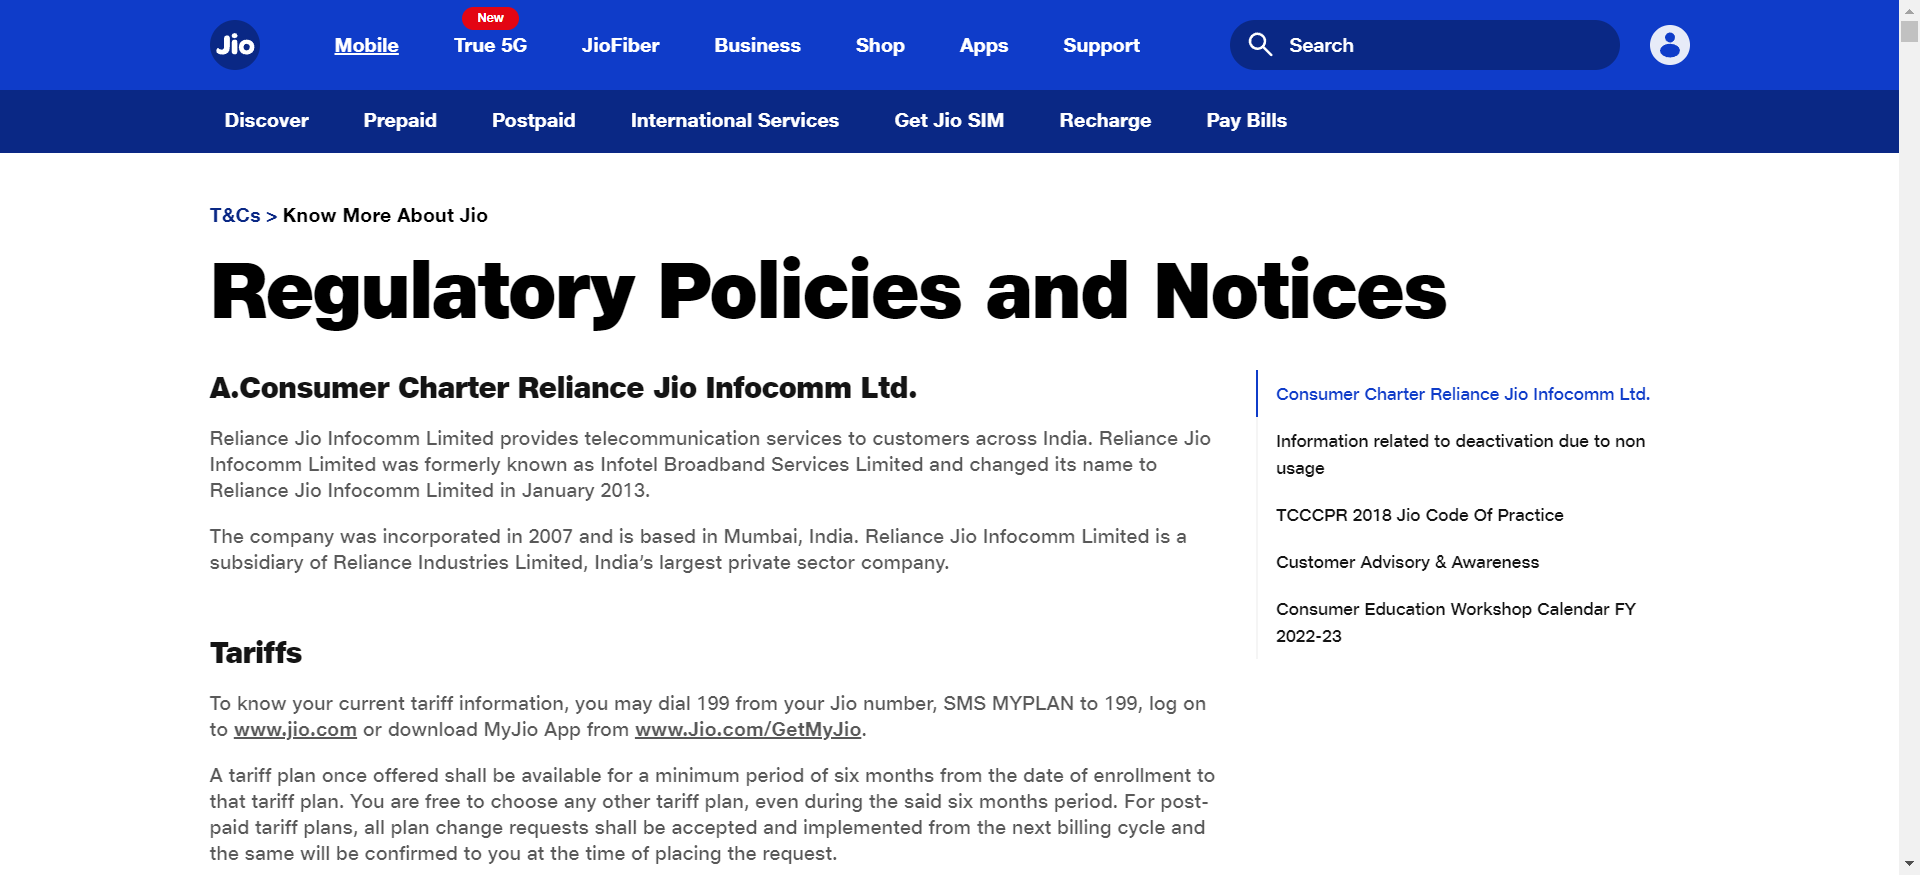 Jio
Mobile
New
True 5G
JioFiber
Business
Shop
Apps
Support
Search
Discover
Prepaid
Postpaid
International Services
Get Jio SIM
Recharge
Pay Bills
T&Cs > Know More About Jio
Regulatory Policies and Notices
A.Consumer Charter Reliance Jio Infocomm Ltd.
Reliance Jio Infocomm Limited provides telecommunication services to customers across India. Reliance Jio
Infocomm Limited was formerly known as Infotel Broadband Services Limited and changed its name to
Reliance Jio Infocomm Limited in January 2013.
The company was incorporated in 2007 and is based in Mumbai, India. Reliance Jio Infocomm Limited is a
subsidiary of Reliance Industries Limited, India’s largest private sector company.
Tariffs
To know your current tariff information, you may dial 199 from your Jio number, SMS MYPLAN to 199, log on
to www.jio.com or download MyJio App from www.Jio.com/GetMyJio.
A tariff plan once offered shall be available for a minimum period of six months from the date of enrollment to
that tariff plan. You are free to choose any other tariff plan, even during the said six months period. For post-
paid tariff plans, all plan change requests shall be accepted and implemented from the next billing cycle and
the same will be confirmed to you at the time of placing the request.
Consumer Charter Reliance Jio Infocomm Ltd.
Information related to deactivation due to non
usage
TCCCPR 2018 Jio Code Of Practice
Customer Advisory & Awareness
Consumer Education Workshop Calendar FY
2022-23